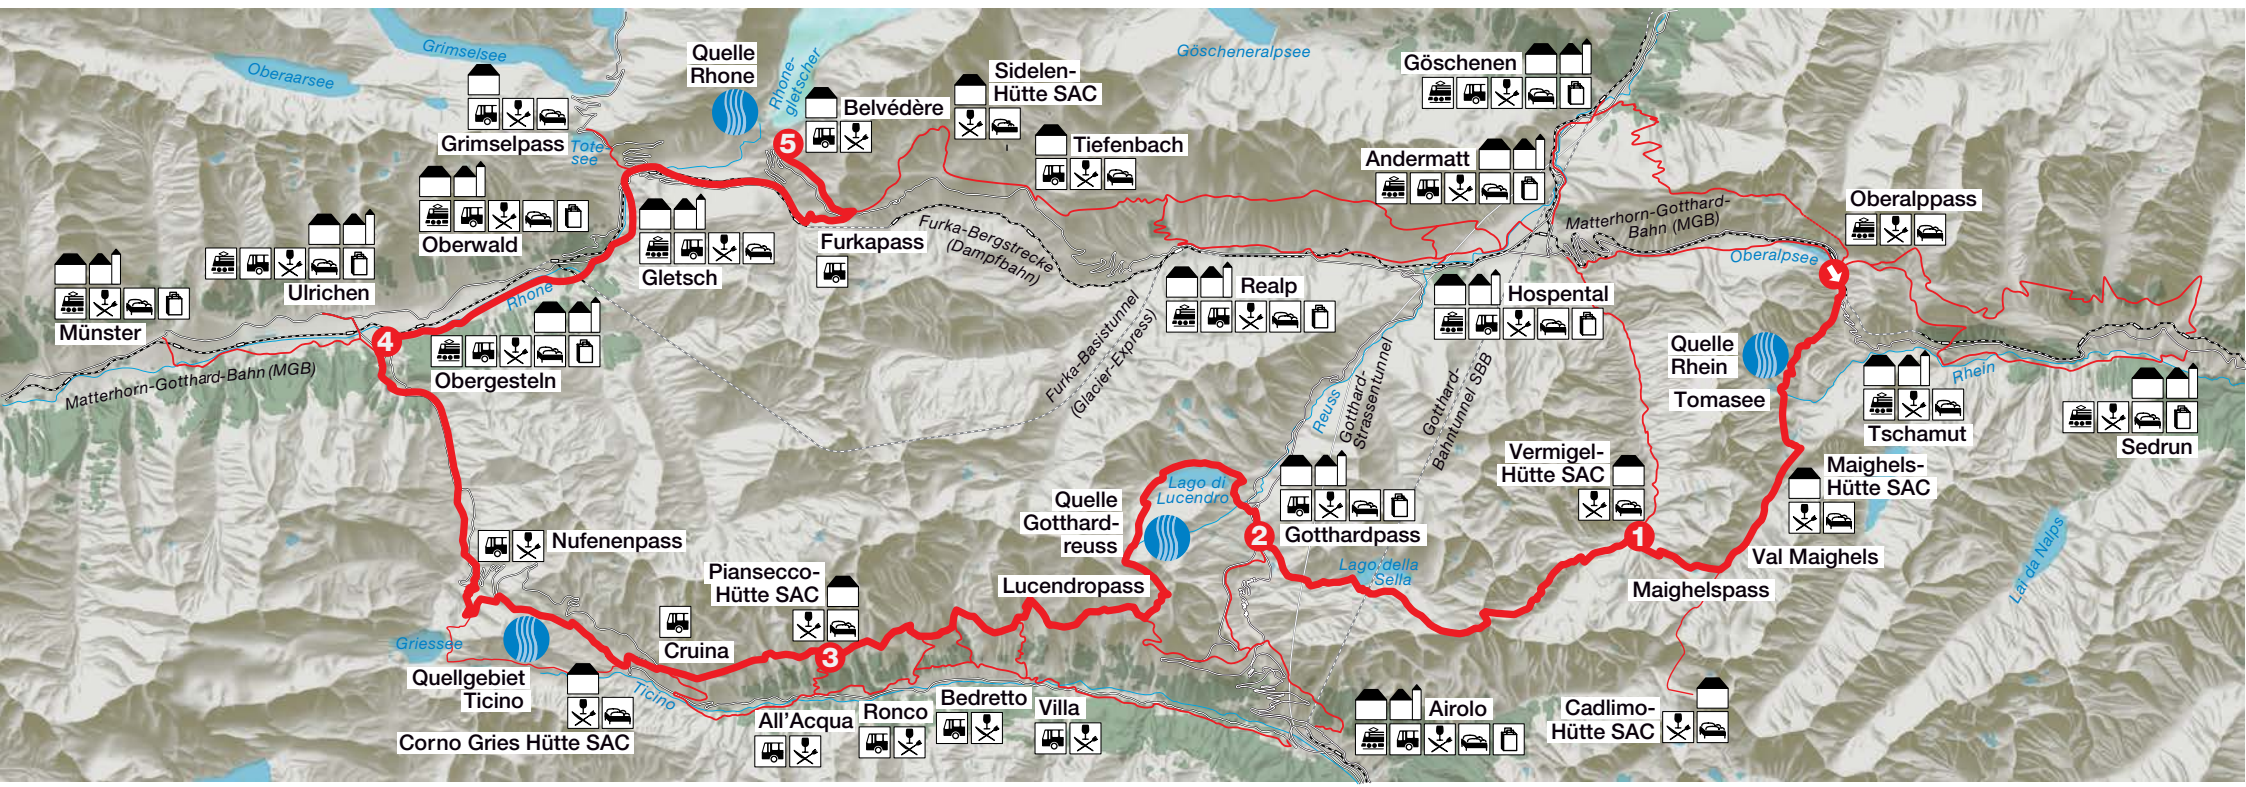 Grimselsee
Oberaarsee
Grimselpass
Tote-
see
Quelle
Rhone
Rhone-
gletscher
5
Belvédère
Sidelen-
Hütte SAC
Tiefenbach
Göscheneralpsee
Göschenen
Andermatt
Matterhorn-Gotthard-
Bahn (MGB)
Oberalppass
Oberalpsee
Oberwald
Ulrichen
Münster
Gletsch
Furkapass
Furka-Bergstrecke
(Dampfbahn)
Realp
Hospental
Rhone
4
Obergesteln
Matterhorn-Gotthard-Bahn (MGB)
Furka-Basistunnel
(Glacier-Express)
Reuss
Gotthard-
Strassentunnel
Gotthard-
Bahntunnel SBB
Quelle
Rhein
Tomasee
Rhein
Tschamut
Sedrun
Vermigel-
Hütte SAC
Maighels-
Hütte SAC
Lago di
Lucendro
Quelle
Gotthard-
reuss
2
Gotthardpass
1
Val Maighels
Maighelspass
Lai da Nalps
Lago della
Sella
Lucendropass
Nufenenpass
Piansecco-
Hütte SAC
Cruina
3
Griessee
Quellgebiet
Ticino
Ticino
Corno Gries Hütte SAC
All'Acqua
Ronco
Bedretto
Villa
Airolo
Cadlimo-
Hütte SAC